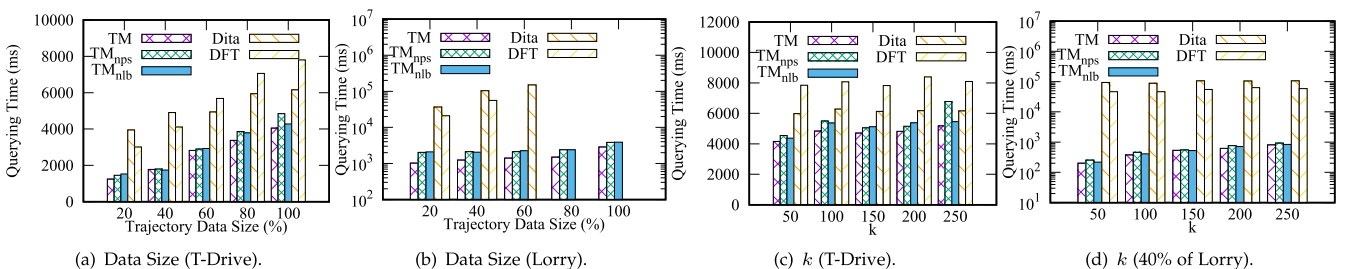 Querying Time (ms)
10000
8000
6000
4000
2000
0
TM
TMnps
TMnlb
Dita
DFT
20 40 60 80 100
Trajectory Data Size (%)
(a) Data Size (T-Drive).
Querying Time (ms)
10^7
10^6
10^5
10^4
10^3
10^2
TM
TMnps
TMnlb
Dita
DFT
20 40 60 80 100
Trajectory Data Size (%)
(b) Data Size (Lorry).
Querying Time (ms)
12000
10000
8000
6000
4000
2000
0
TM
TMnps
TMnlb
Dita
DFT
50 100 150 200 250
k
(c) k (T-Drive).
Querying Time (ms)
10^7
10^6
10^5
10^4
10^3
10^2
10^1
TM
TMnps
TMnlb
Dita
DFT
50 100 150 200 250
k
(d) k (40% of Lorry).